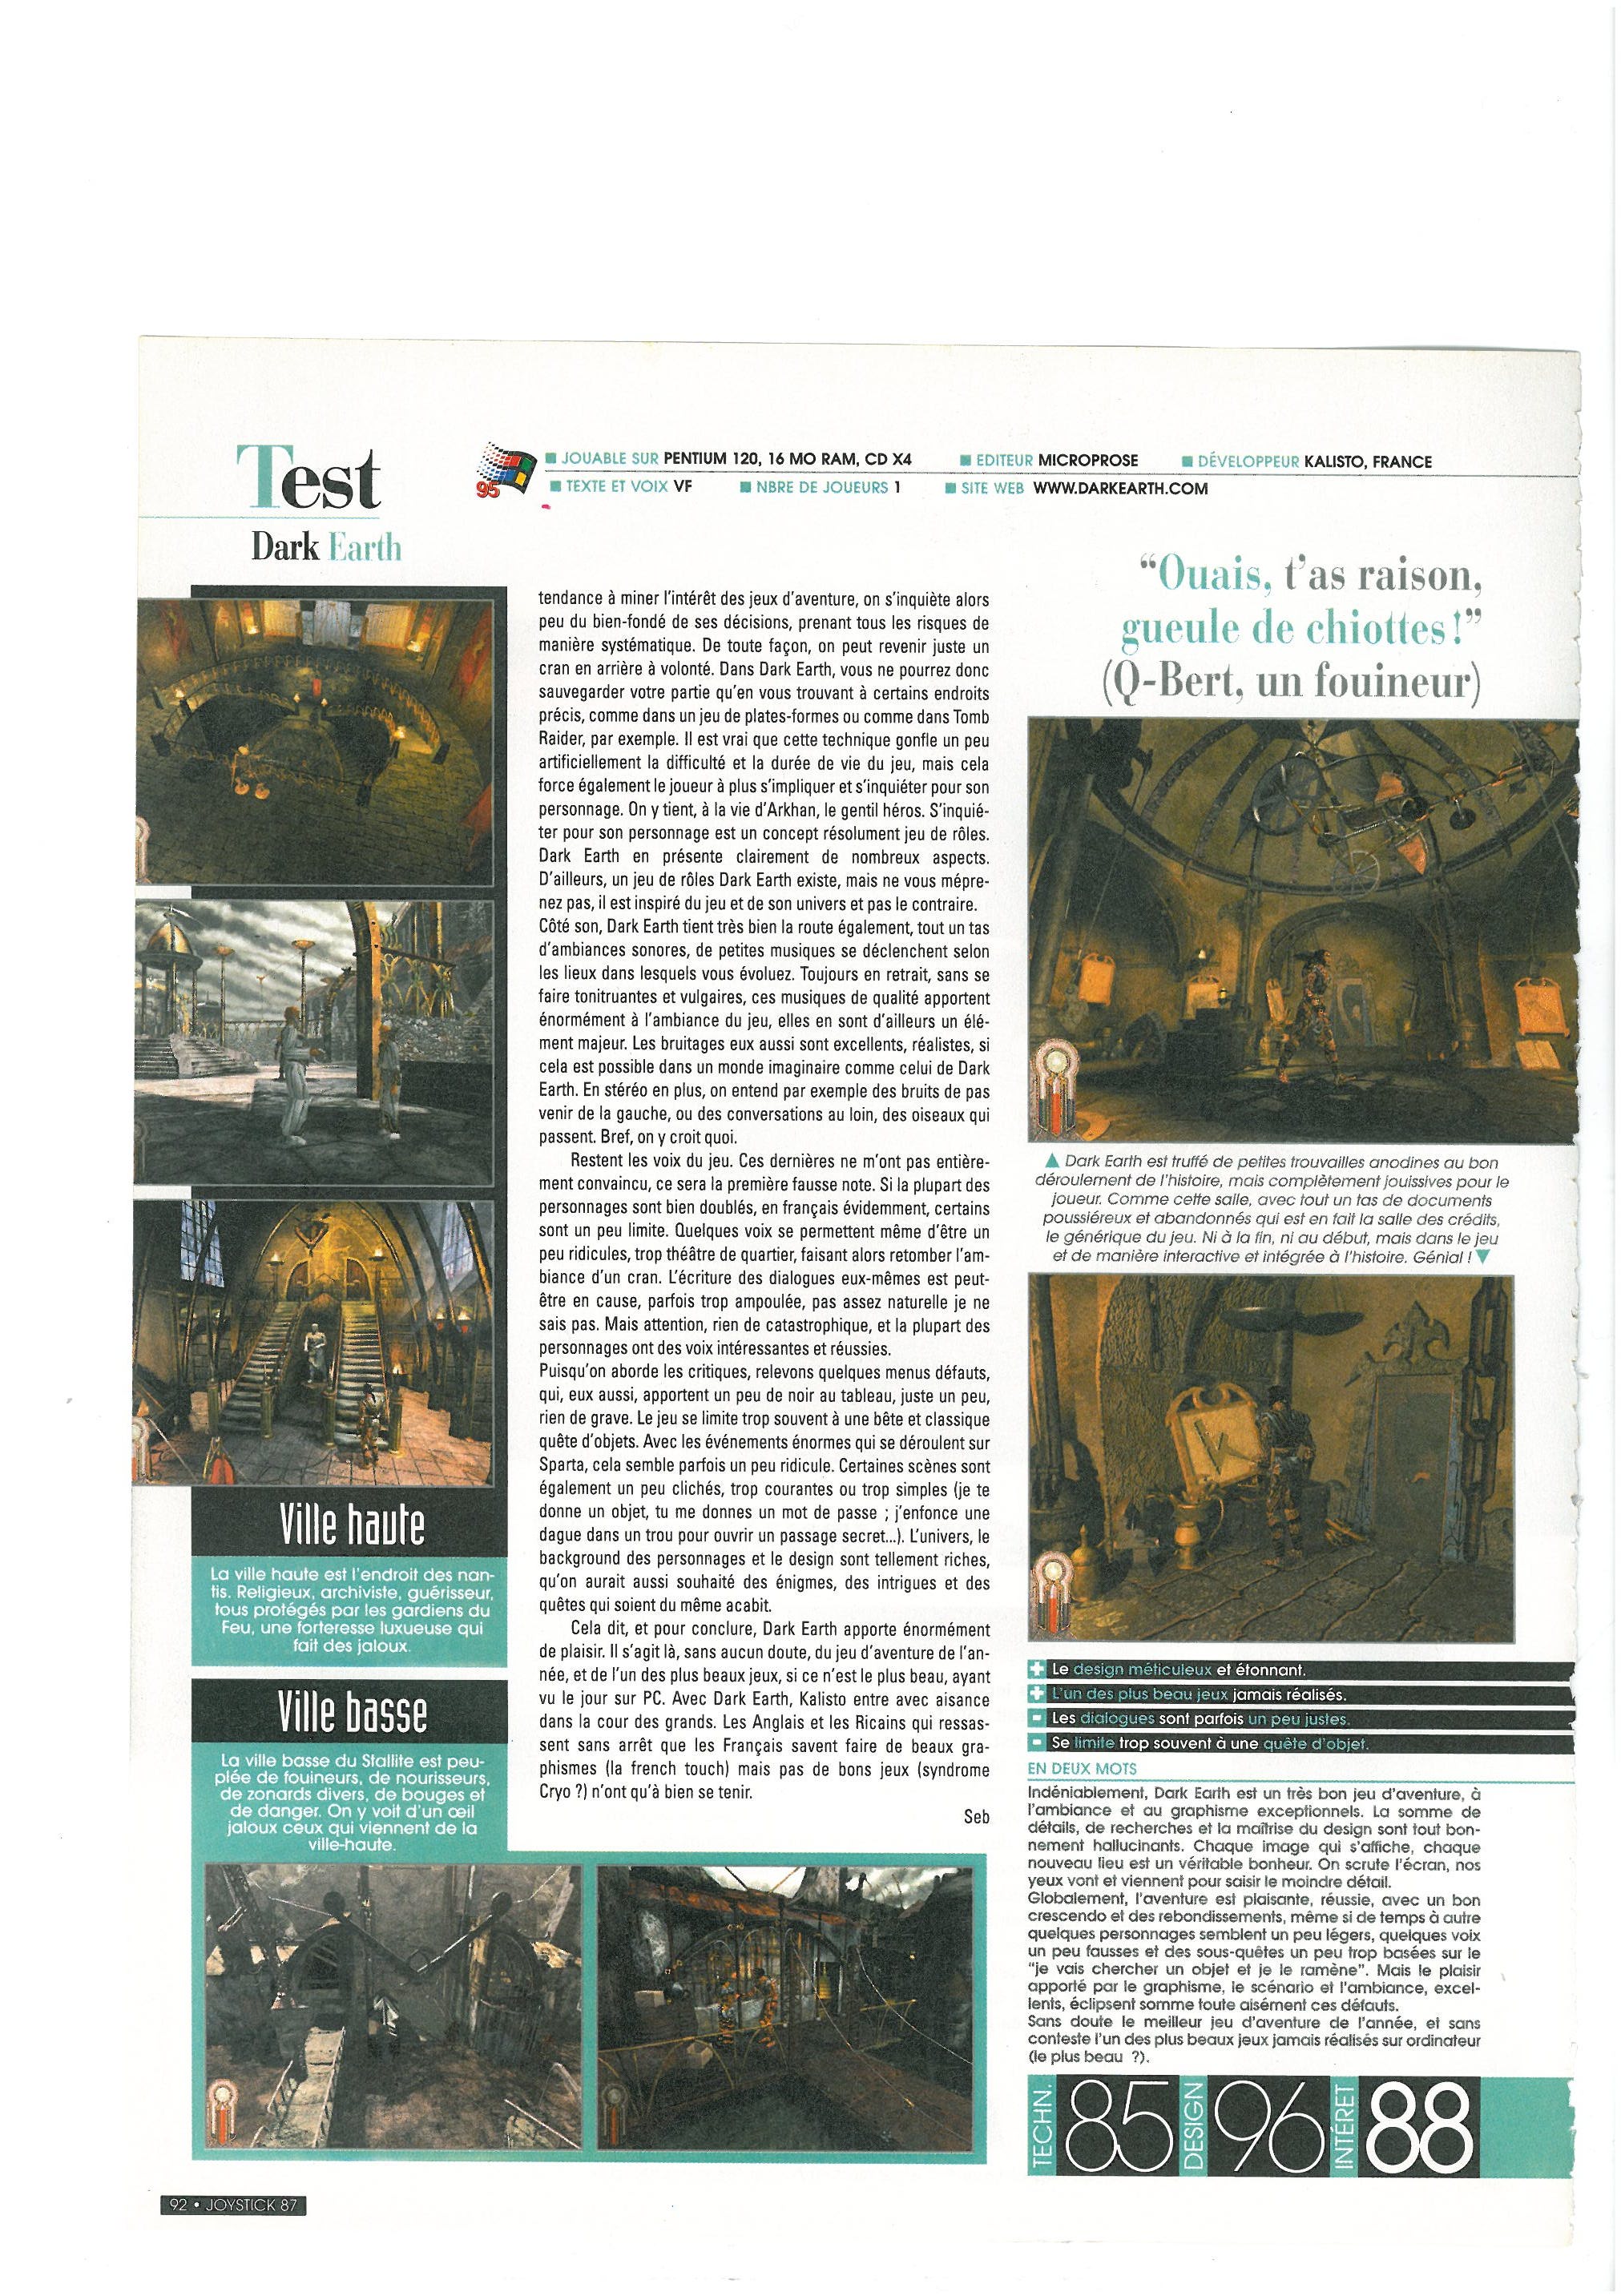 Test
Dark Earth
95
JOUABLE SUR PENTIUM 120, 16 MO RAM, CD X4
EDITEUR MICROPROSE
DÉVELOPPEUR KALISTO, FRANCE
TEXTE ET VOIX VF
NBRE DE JOUEURS 1
SITE WEB WWW.DARKEARTH.COM
Ville haute
La ville haute est l'endroit des nan-
tis. Religieux, archiviste, guérisseur,
tous protégés par les gardiens du
Feu, une forteresse luxueuse qui
fait des jaloux.
Ville basse
La ville basse du Stallite est peu-
plée de fouineurs, de nourisseurs,
de zonards divers, de bouges et
de danger. On y voit d'un œil
jaloux ceux qui viennent de la
ville-haute.
tendance à miner l'intérêt des jeux d'aventure, on s'inquiète alors
peu du bien-fondé de ses décisions, prenant tous les risques de
manière systématique. De toute façon, on peut revenir juste un
cran en arrière à volonté. Dans Dark Earth, vous ne pourrez donc
sauvegarder votre partie qu'en vous trouvant à certains endroits
précis, comme dans un jeu de plates-formes ou comme dans Tomb
Raider, par exemple. Il est vrai que cette technique gonfle un peu
artificiellement la difficulté et la durée de vie du jeu, mais cela
force également le joueur à plus s'impliquer et s'inquiéter pour son
personnage. On y tient, à la vie d'Arkhan, le gentil héros. S'inquié-
ter pour son personnage est un concept résolument jeu de rôles.
Dark Earth en présente clairement de nombreux aspects.
D'ailleurs, un jeu de rôles Dark Earth existe, mais ne vous mépre-
nez pas, il est inspiré du jeu et de son univers et pas le contraire.
Côté son, Dark Earth tient très bien la route également, tout un tas
d'ambiances sonores, de petites musiques se déclenchent selon
les lieux dans lesquels vous évoluez. Toujours en retrait, sans se
faire tonitruantes et vulgaires, ces musiques de qualité apportent
énormément à l'ambiance du jeu, elles en sont d'ailleurs un élé-
ment majeur. Les bruitages eux aussi sont excellents, réalistes, si
cela est possible dans un monde imaginaire comme celui de Dark
Earth. En stéréo en plus, on entend par exemple des bruits de pas
venir de la gauche, ou des conversations au loin, des oiseaux qui
passent. Bref, on y croit quoi.
Restent les voix du jeu. Ces dernières ne m'ont pas entière-
ment convaincu, ce sera la première fausse note. Si la plupart des
personnages sont bien doublés, en français évidemment, certains
sont un peu limite. Quelques voix se permettent même d'être un
peu ridicules, trop théâtre de quartier, faisant alors retomber l'am-
biance d'un cran. L'écriture des dialogues eux-mêmes est peut-
être en cause, parfois trop ampoulée, pas assez naturelle je ne
sais pas. Mais attention, rien de catastrophique, et la plupart des
personnages ont des voix intéressantes et réussies.
Puisqu'on aborde les critiques, relevons quelques menus défauts,
qui, eux aussi, apportent un peu de noir au tableau, juste un peu,
rien de grave. Le jeu se limite trop souvent à une bête et classique
quête d'objets. Avec les événements énormes qui se déroulent sur
Sparta, cela semble parfois un peu ridicule. Certaines scènes sont
également un peu clichés, trop courantes ou trop simples (je te
donne un objet, tu me donnes un mot de passe ; j'enfonce une
dague dans un trou pour ouvrir un passage secret...). L'univers, le
background des personnages et le design sont tellement riches,
qu'on aurait aussi souhaité des énigmes, des intrigues et des
quêtes qui soient du même acabit.
Cela dit, et pour conclure, Dark Earth apporte énormément
de plaisir. Il s'agit là, sans aucun doute, du jeu d'aventure de l'an-
née, et de l'un des plus beaux jeux, si ce n'est le plus beau, ayant
vu le jour sur PC. Avec Dark Earth, Kalisto entre avec aisance
dans la cour des grands. Les Anglais et les Ricains qui ressas-
sent sans arrêt que les Français savent faire de beaux gra-
phismes (la french touch) mais pas de bons jeux (syndrome
Cryo ?) n'ont qu'à bien se tenir.
Seb
"Ouais, t'as raison,
gueule de chiottes!"
(Q-Bert, un fouineur)
▲ Dark Earth est truffé de petites trouvailles anodines au bon
déroulement de l'histoire, mais complètement jouissives pour le
joueur. Comme cette salle, avec tout un tas de documents
poussiéreux et abandonnés qui est en fait la salle des crédits,
le générique du jeu. Ni à la fin, ni au début, mais dans le jeu
et de manière interactive et intégrée à l'histoire. Génial ! ▼
+ Le design méticuleux et étonnant.
+ L'un des plus beau jeux jamais réalisés.
- Les dialogues sont parfois un peu justes.
- Se limite trop souvent à une quête d'objet.
EN DEUX MOTS
Indéniablement, Dark Earth est un très bon jeu d'aventure, à
l'ambiance et au graphisme exceptionnels. La somme de
détails, de recherches et la maîtrise du design sont tout bon-
nement hallucinants. Chaque image qui s'affiche, chaque
nouveau lieu est un véritable bonheur. On scrute l'écran, nos
yeux vont et viennent pour saisir le moindre détail.
Globalement, l'aventure est plaisante, réussie, avec un bon
crescendo et des rebondissements, même si de temps à autre
quelques personnages semblent un peu légers, quelques voix
un peu fausses et des sous-quêtes un peu trop basées sur le
"je vais chercher un objet et je le ramène". Mais le plaisir
apporté par le graphisme, le scénario et l'ambiance, excel-
lents, éclipsent somme toute aisément ces défauts.
Sans doute le meilleur jeu d'aventure de l'année, et sans
conteste l'un des plus beaux jeux jamais réalisés sur ordinateur
(le plus beau ?).
TECHN. 85 DESIGN 96 INTÉRET 88
92 • JOYSTICK 87